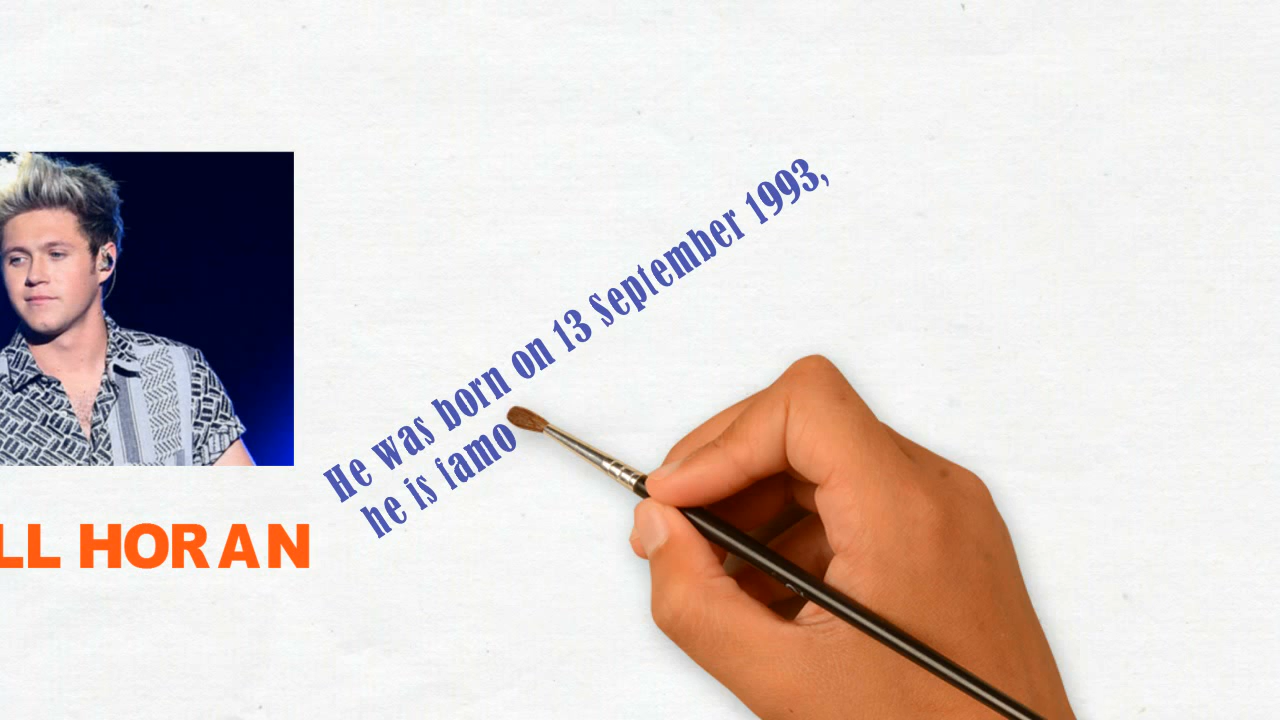 He was born on 13 September 1993,
he is famo
LL HORAN